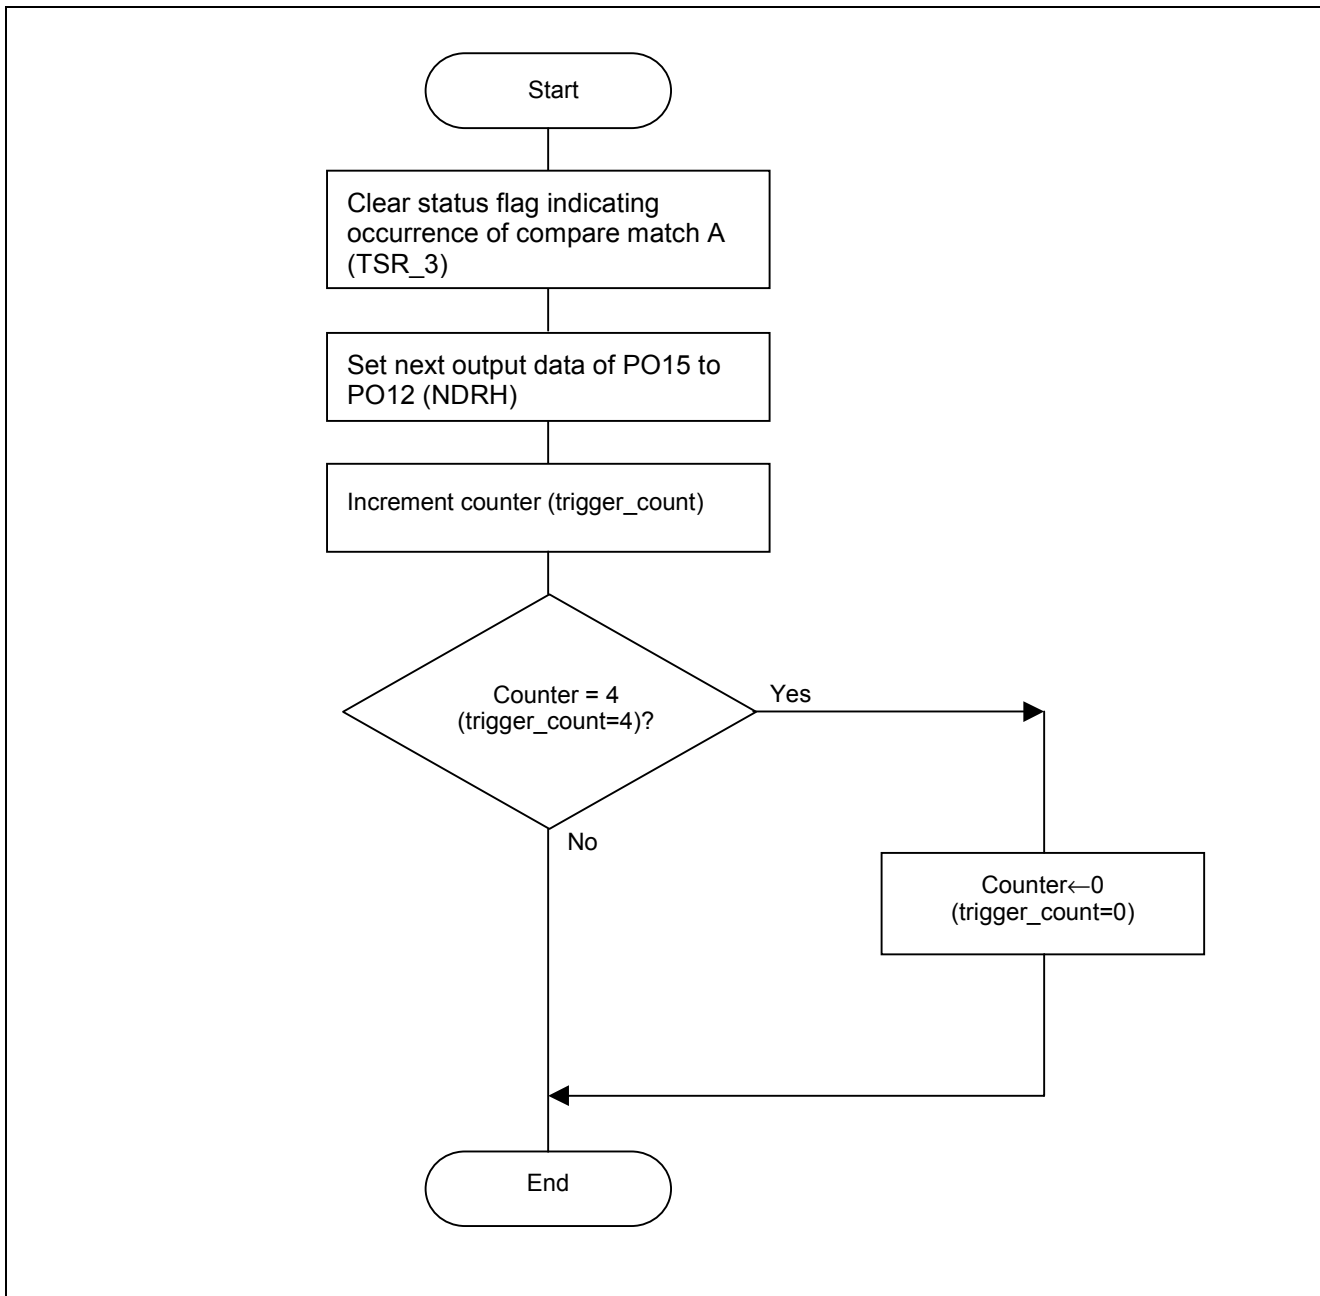 Start
Clear status flag indicating
occurrence of compare match A
(TSR_3)
Set next output data of PO15 to
PO12 (NDRH)
Increment counter (trigger_count)
Counter = 4
(trigger_count=4)?
Yes
No
Counter←0
(trigger_count=0)
End